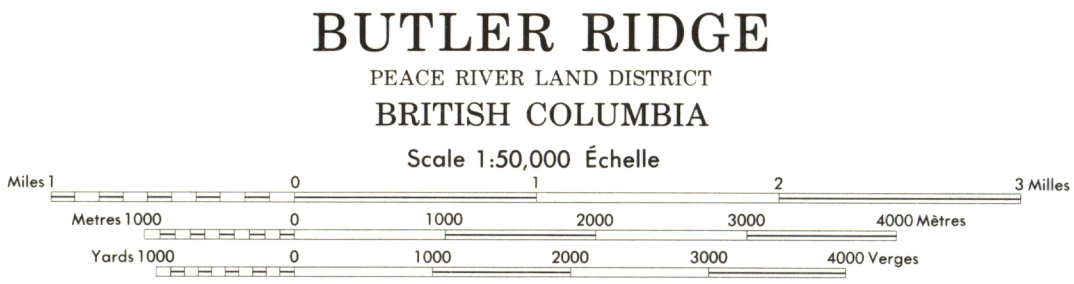 BUTLER RIDGE
PEACE RIVER LAND DISTRICT
BRITISH COLUMBIA
Scale 1:50,000 Échelle
Miles 1 0 1 2 3 Milles
Metres 1000 0 1000 2000 3000 4000 Mètres
Yards 1000 0 1000 2000 3000 4000 Verges